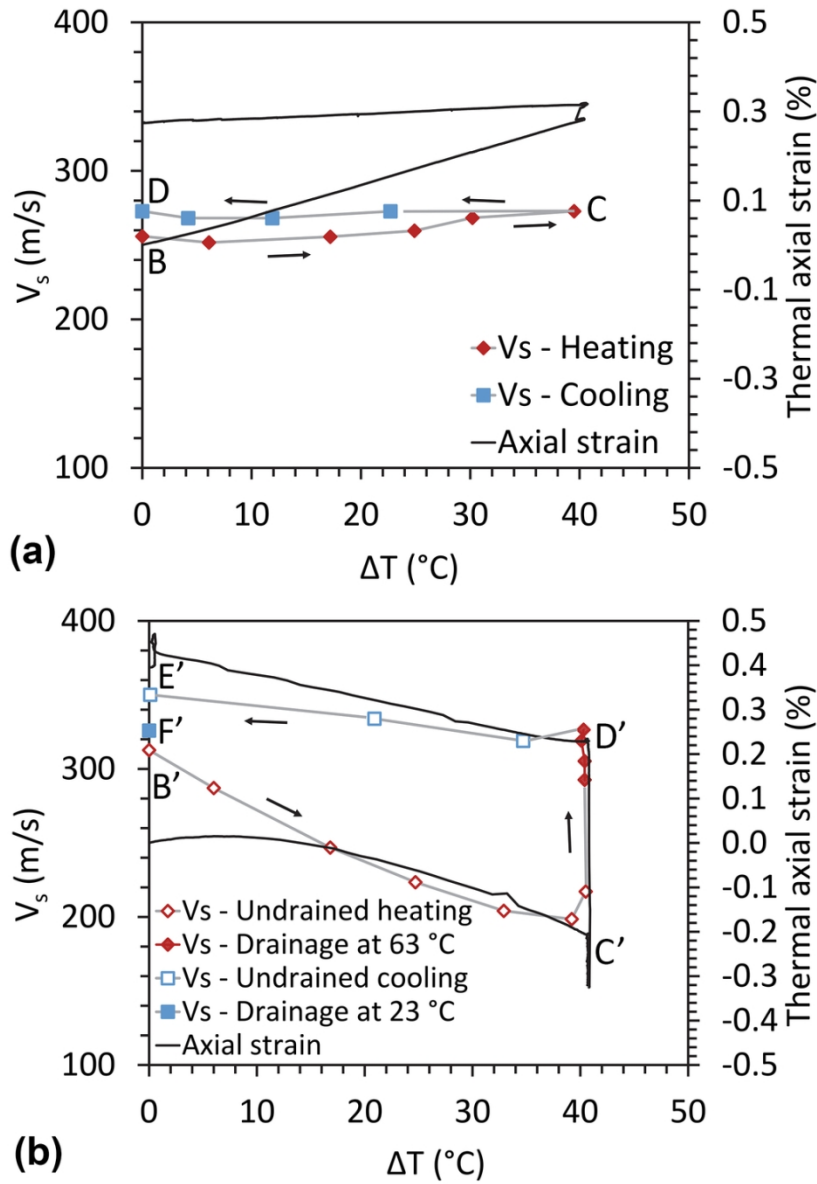 400
0.5
300
0.3
D
0.1
C
B
200
-0.1
Vs - Heating
-0.3
Vs - Cooling
Axial strain
100
-0.5
0 10 20 30 40 50
Vs (m/s)
Thermal axial strain (%)
(a)
ΔT (°C)
400
0.5
0.4
E’
0.3
F’
D’
300
0.2
B’
0.1
0.0
Vs - Undrained heating
-0.1
200
Vs - Drainage at 63 °C
-0.2
C’
Vs - Undrained cooling
-0.3
Vs - Drainage at 23 °C
-0.4
Axial strain
100
-0.5
0 10 20 30 40 50
Vs (m/s)
Thermal axial strain (%)
(b)
ΔT (°C)